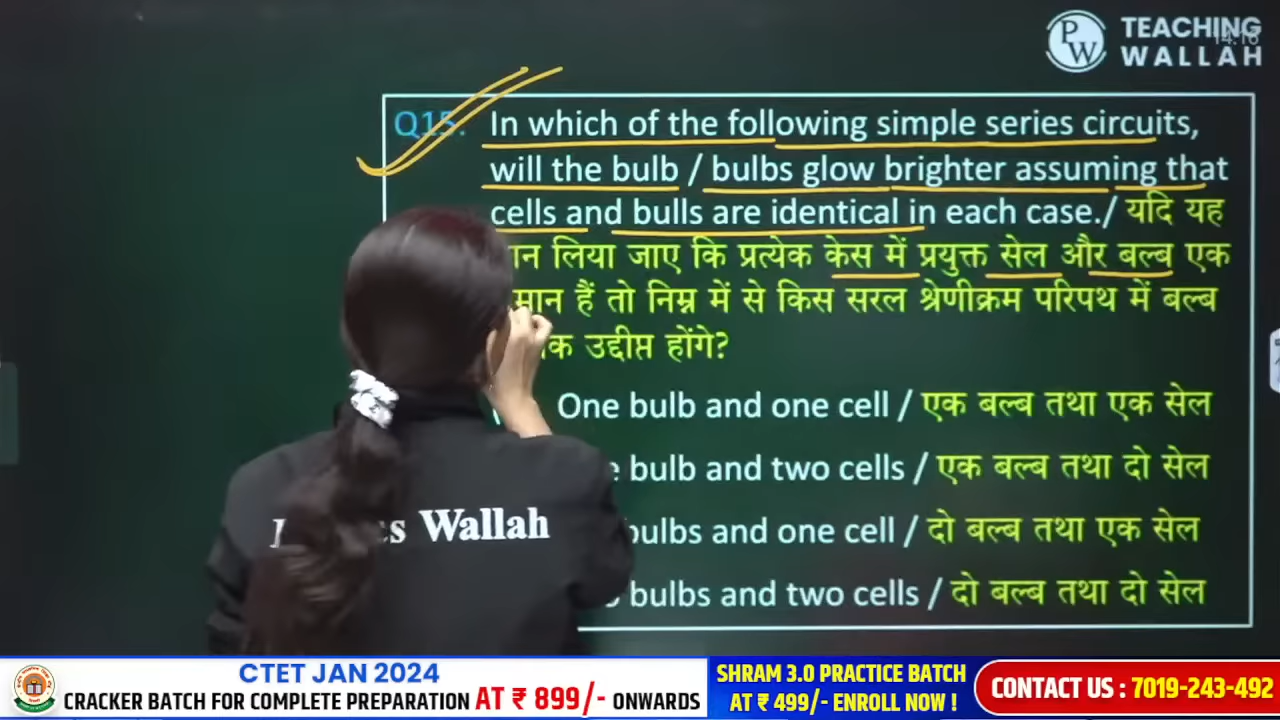 PW TEACHING
WALLAH
Q15. In which of the following simple series circuits,
will the bulb / bulbs glow brighter assuming that
cells and bulls are identical in each case./ यदि यह
लिया जाए कि प्रत्येक केस में प्रयुक्त सेल और बल्ब एक
हैं तो निम्न में से किस सरल श्रेणीक्रम परिपथ में बल्ब
उद्दीप्त होंगे?
One bulb and one cell / एक बल्ब तथा एक सेल
bulb and two cells / एक बल्ब तथा दो सेल
bulbs and one cell / दो बल्ब तथा एक सेल
bulbs and two cells / दो बल्ब तथा दो सेल
Wallah
CTET JAN 2024
CRACKER BATCH FOR COMPLETE PREPARATION AT ₹ 899/- ONWARDS
SHRAM 3.0 PRACTICE BATCH
AT ₹ 499/- ENROLL NOW !
CONTACT US : 7019-243-492